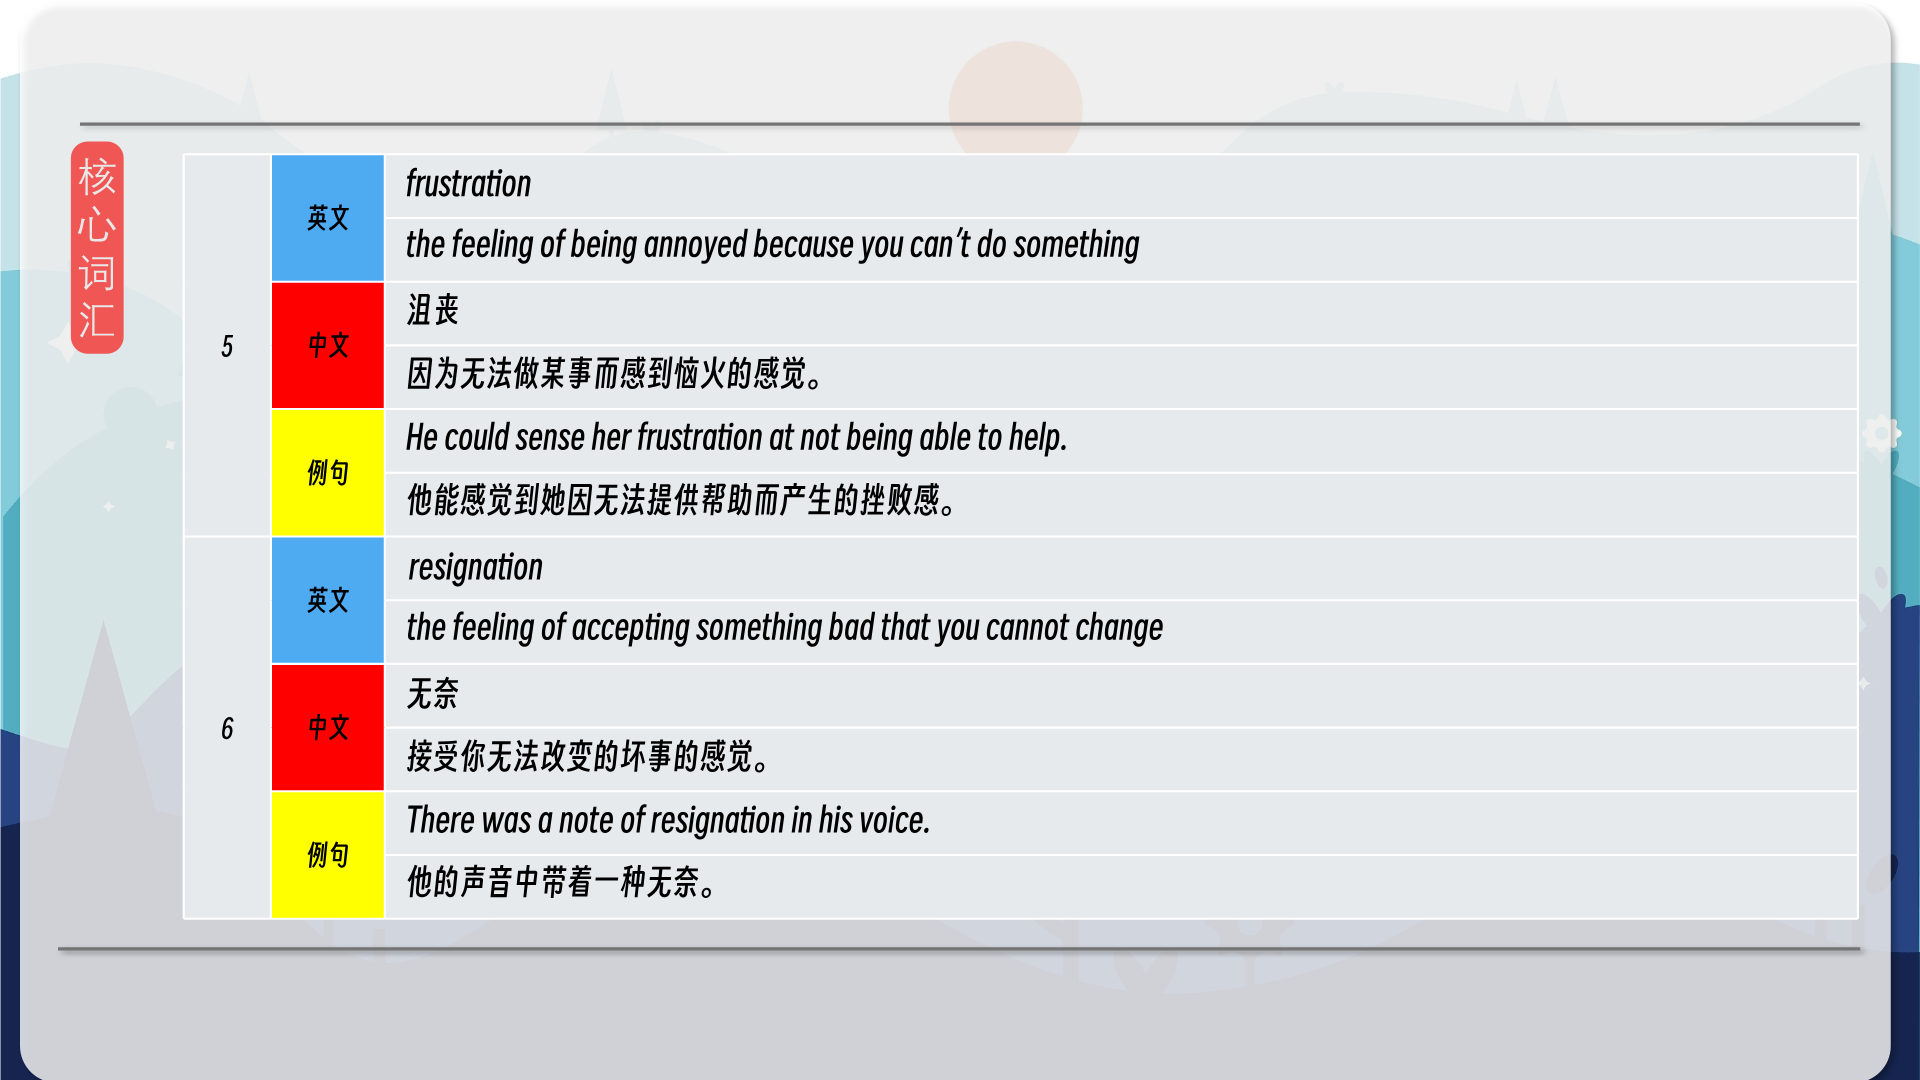 核心词汇
5
英文
frustration
the feeling of being annoyed because you can't do something
中文
沮丧
因为无法做某事而感到恼火的感觉。
例句
He could sense her frustration at not being able to help.
他能感觉到她因无法提供帮助而产生的挫败感。
6
英文
resignation
the feeling of accepting something bad that you cannot change
中文
无奈
接受你无法改变的坏事的感觉。
例句
There was a note of resignation in his voice.
他的声音中带着一种无奈。